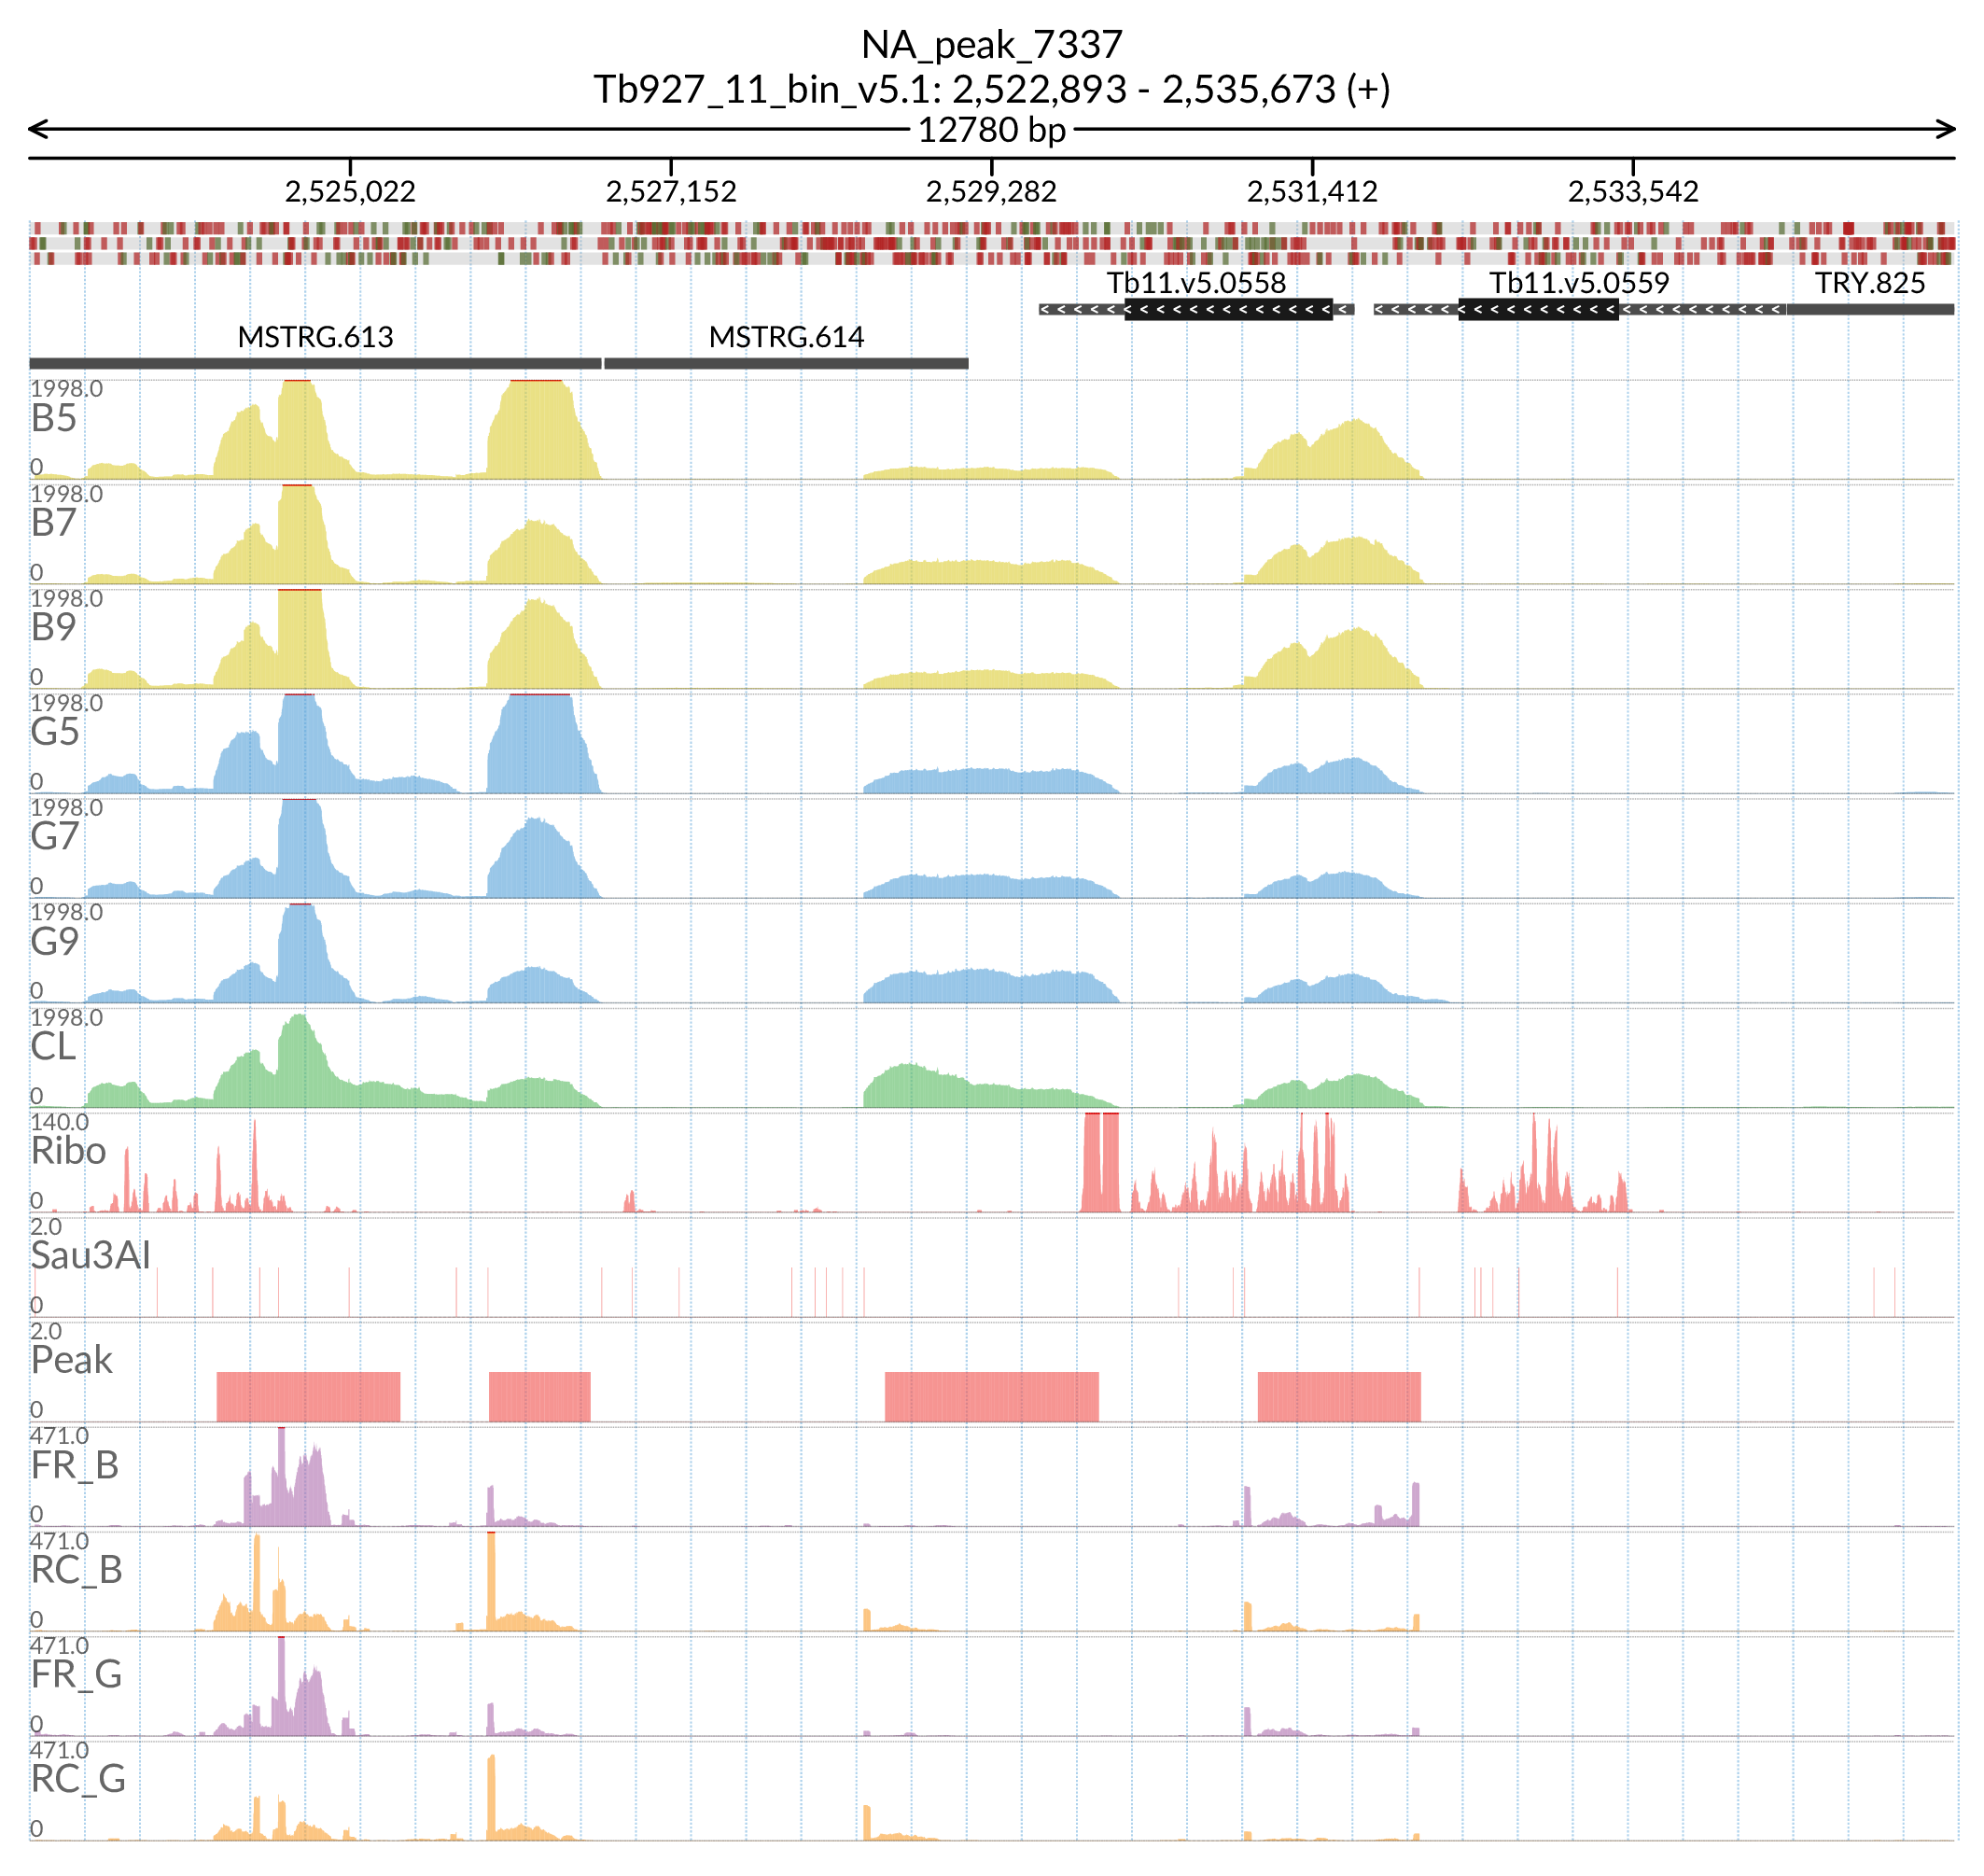 NA_peak_7337
Tb927_11_bin_v5.1: 2,522,893 - 2,535,673 (+)
12780 bp
2,525,022 2,527,152 2,529,282 2,531,412 2,533,542
Tb11.v5.0558 Tb11.v5.0559 TRY.825
MSTRG.613 MSTRG.614
1998.0
B5
0
1998.0
B7
0
1998.0
B9
0
1998.0
G5
0
1998.0
G7
0
1998.0
G9
0
1998.0
CL
0
140.0
Ribo
0
2.0
Sau3AI
0
2.0
Peak
0
471.0
FR_B
0
471.0
RC_B
0
471.0
FR_G
0
471.0
RC_G
0